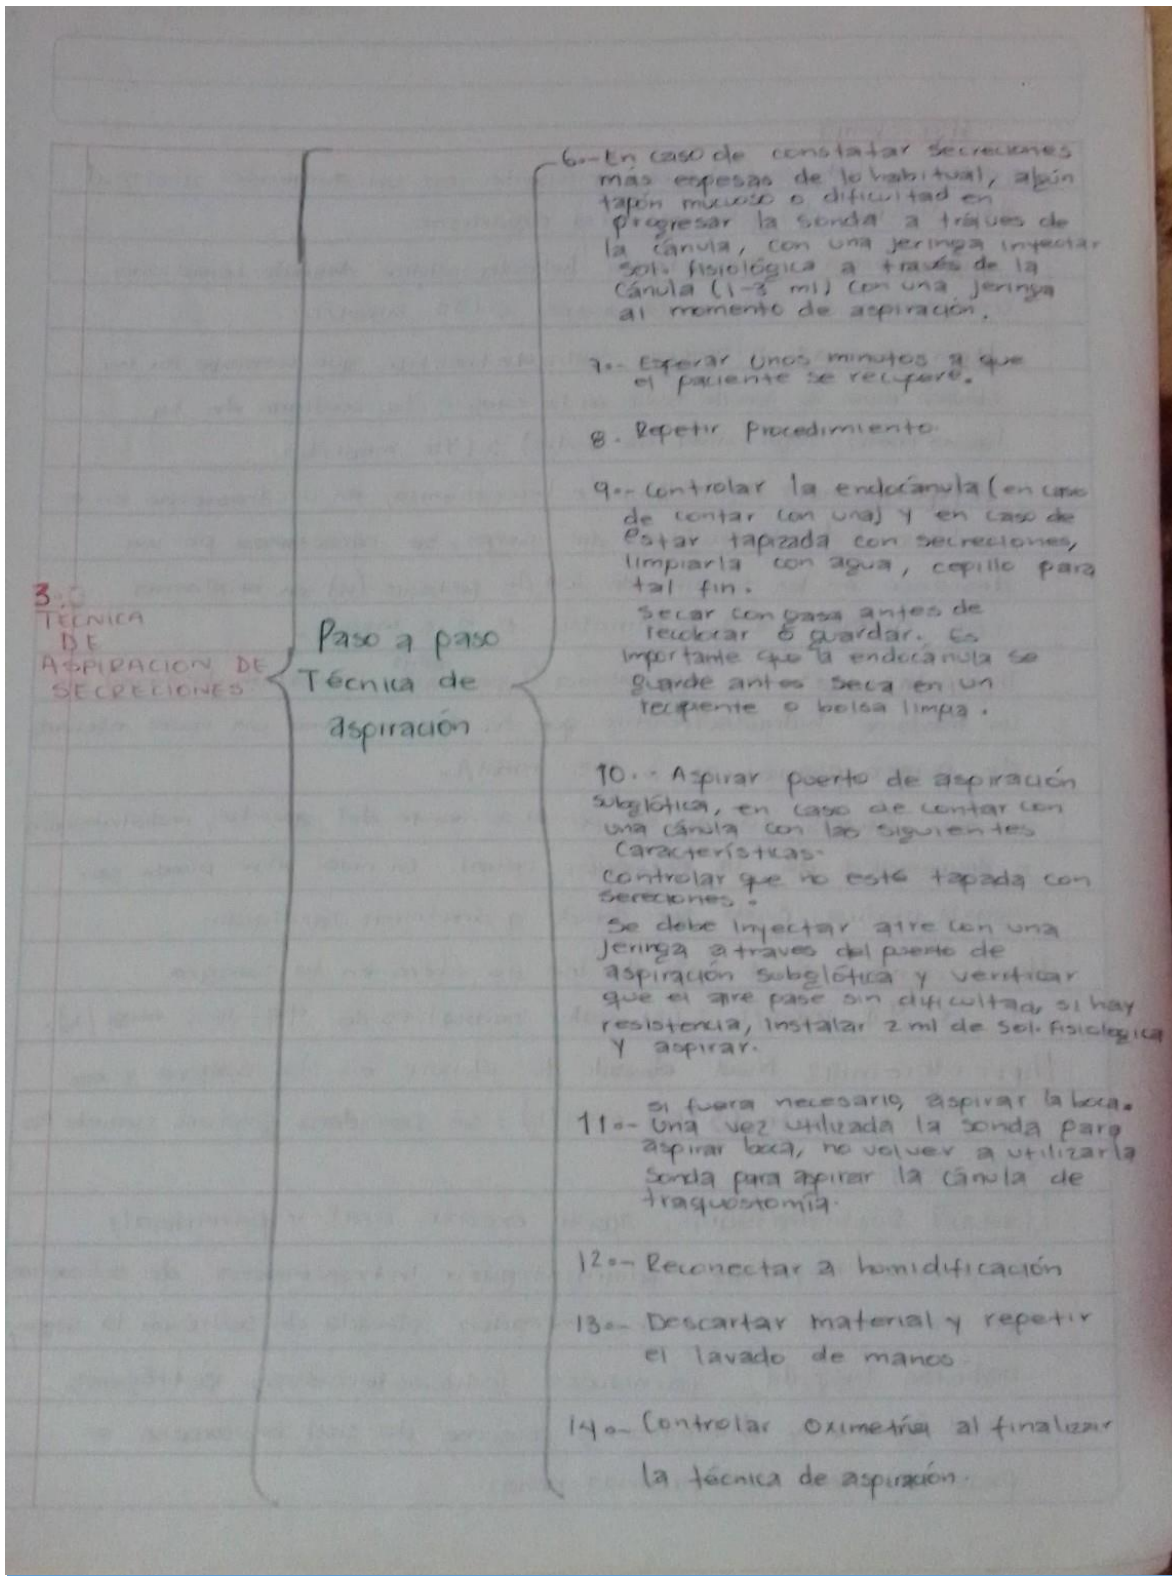 3.
TECNICA
DE
ASPIRACION DE
SECRECIONES
Paso a paso
Técnica de
aspiración
6.- En caso de constatar secreciones
más espesas de lo habitual, algún
tapón mucoso o dificultad en
progresar la sonda a tráves de
la cánula, con una jeringa inyectar
sol. fisiológica a través de la
cánula (1-3 ml) con una jeringa
al momento de aspiración.
7.- Esperar unos minutos a que
el paciente se recupere.
8. Repetir Procedimiento.
9.- Controlar la endocánula (en caso
de contar con una) y en caso de
estar tapizada con secreciones,
limpiarla con agua, cepillo para
tal fin.
Secar con gasa antes de
recolocar o guardar. Es
importante que la endocánula se
guarde antes seca en un
recipiente o bolsa limpia.
10.- Aspirar puerto de aspiración
subglótica, en caso de contar con
una cánula con las siguientes
características.
Controlar que no esté tapada con
sereciones.
Se debe inyectar aire con una
Jeringa a traves del puerto de
aspiración subglótica y verificar
que el aire pase sin dificultad, si hay
resistencia, instalar 2 ml de sol. Fisiologica
y aspirar.
si fuera necesario, aspirar la boca.
11.- Una vez utilizada la sonda para
aspirar boca, no volver a utilizar la
sonda para aspirar la cánula de
traquostomía.
12.- Reconectar a homidificación
13.- Descartar material y repetir
el lavado de manos.
14.- Controlar oximetría al finalizar
la técnica de aspiración.